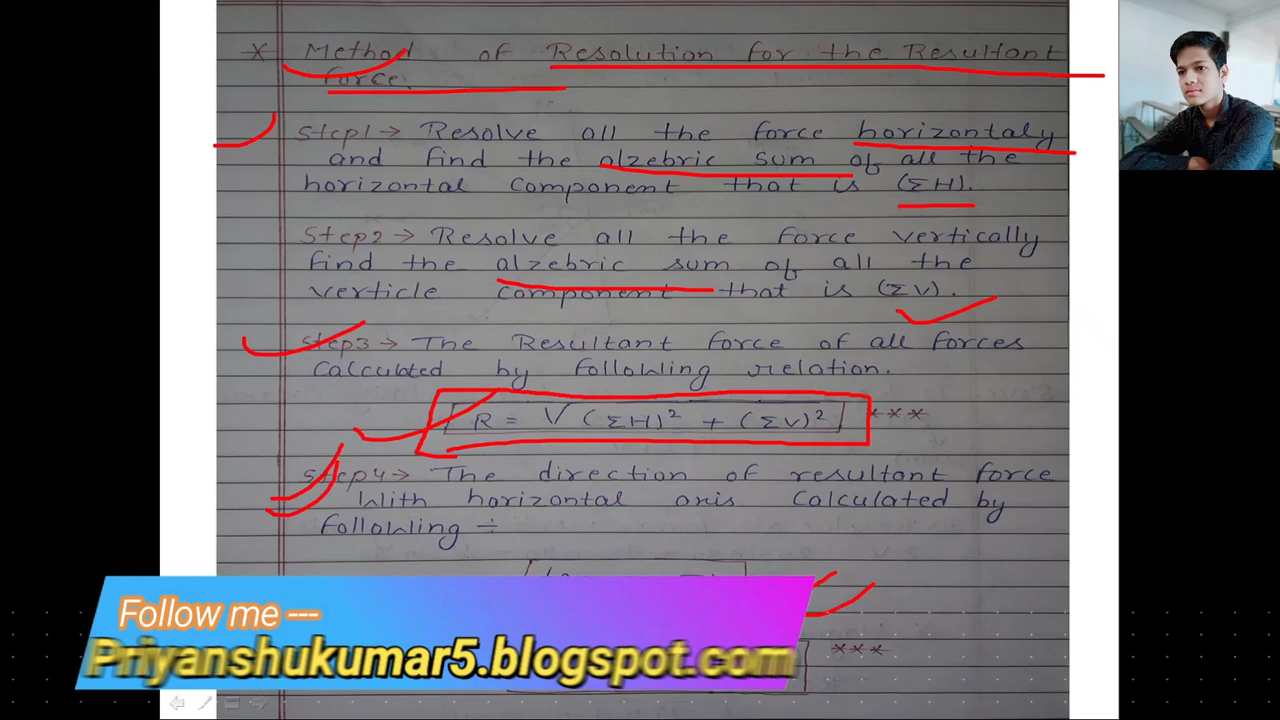 * Method of Resolution for the Resultant
force.
Step1→ Resolve all the force horizontaly
and find the alzebric sum of all the
horizontal component that is (ΣH).
Step2→ Resolve all the force vertically
find the alzebric sum of all the
verticle component that is (ΣV).
Step3→ The Resultant force of all forces
calculated by following relation.
R = √(ΣH)² + (ΣV)² ***
Step4→ The direction of resultant force
with horizontal axis calculated by
following ÷
***
Follow me ---
Priyanshukumar5.blogspot.com